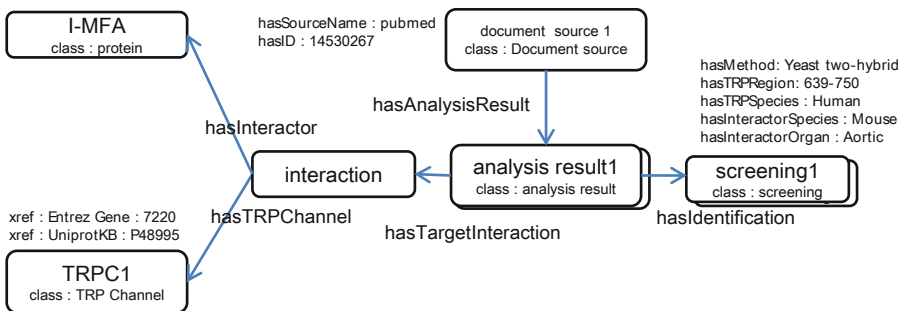 I-MFA
class : protein
hasSourceName : pubmed
hasID : 14530267
document source 1
class : Document source
hasMethod: Yeast two-hybrid
hasTRPRegion: 639-750
hasTRPSpecies : Human
hasInteractorSpecies : Mouse
hasInteractorOrgan : Aortic
hasAnalysisResult
hasInteractor
interaction
analysis result1
class : analysis result
screening1
class : screening
hasTRPChannel
hasTargetInteraction
hasIdentification
xref : Entrez Gene : 7220
xref : UniprotKB : P48995
TRPC1
class : TRP Channel